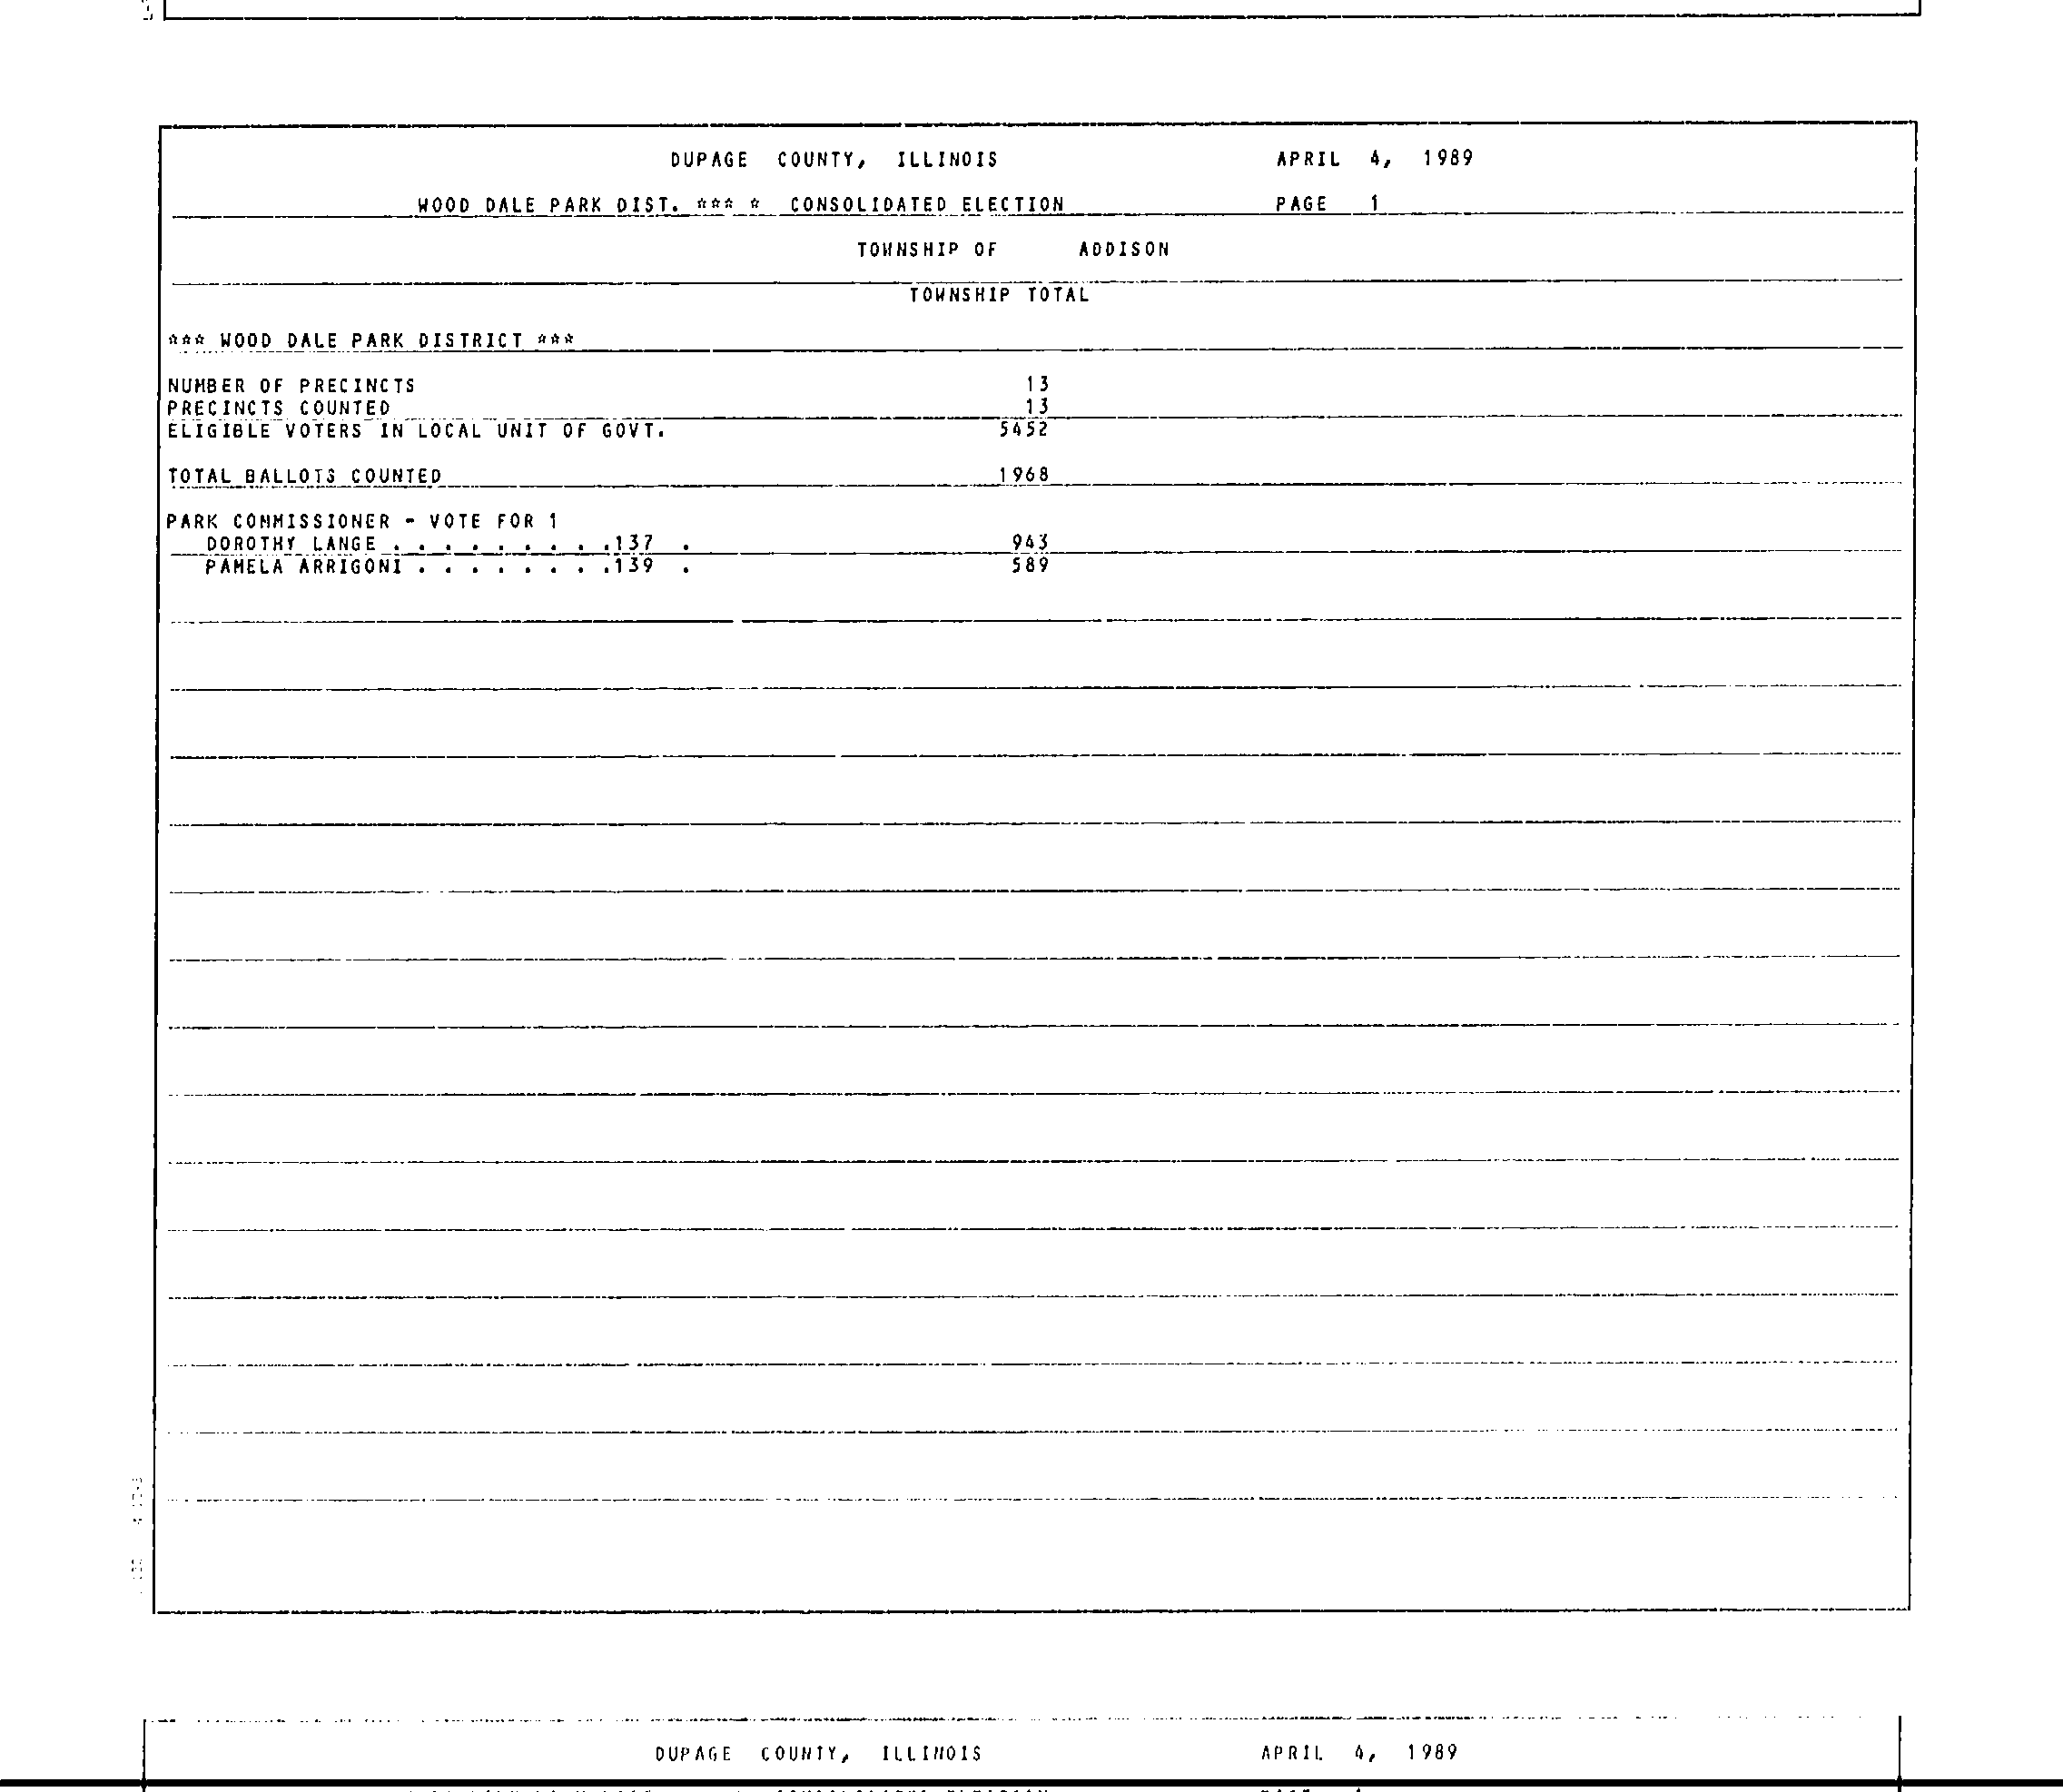 DUPAGE COUNTY, ILLINOIS APRIL 4, 1989
WOOD DALE PARK DIST. *** * CONSOLIDATED ELECTION PAGE 1
TOWNSHIP OF ADDISON
TOWNSHIP TOTAL
*** WOOD DALE PARK DISTRICT ***
NUMBER OF PRECINCTS 13
PRECINCTS COUNTED 13
ELIGIBLE VOTERS IN LOCAL UNIT OF GOVT. 5452
TOTAL BALLOTS COUNTED 1968
PARK COMMISSIONER - VOTE FOR 1
DOROTHY LANGE . . . . . . . . .137 . 943
PAMELA ARRIGONI . . . . . . . .139 . 589
DUPAGE COUNTY, ILLINOIS APRIL 4, 1989